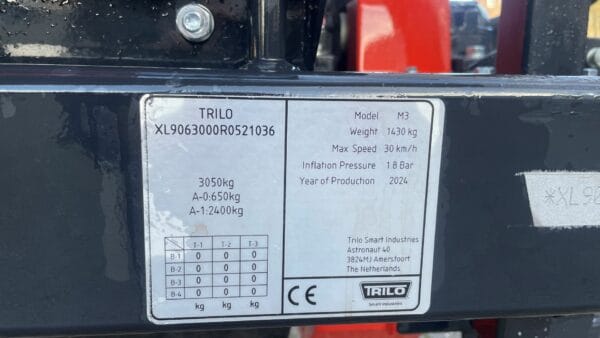 TRILO
XL9063000R0521036
3050kg
A-0:650kg
A-1:2400kg
T-1 T-2 T-3
B-1 0 0 0
B-2 0 0 0
B-3 0 0 0
B-4 0 0 0
kg kg kg
Model M3
Weight 1430 kg
Max Speed 30 km/h
Inflation Pressure 1.8 Bar
Year of Production 2024
Trilo Smart Industries
Astronaut 40
3824MJ Amersfoort
The Netherlands
CE
TRILO
Smart Industries
*XL90